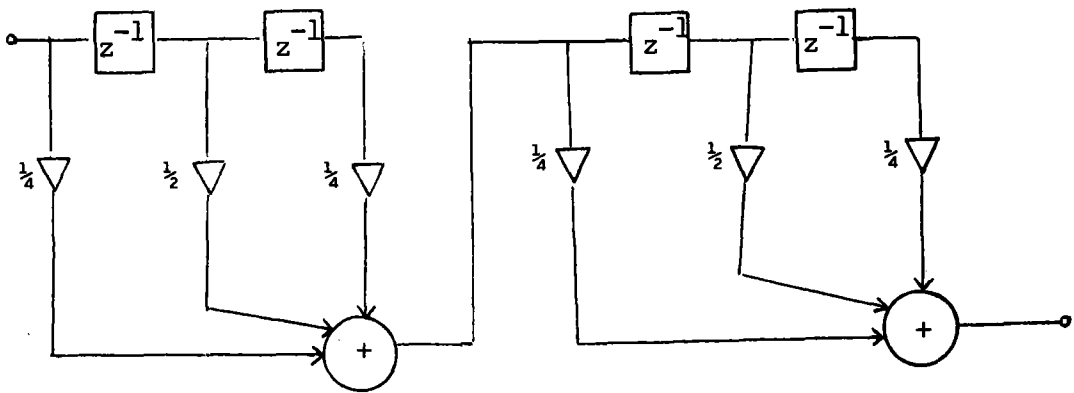 z⁻¹ z⁻¹ z⁻¹ z⁻¹
¼ ½ ¼ ¼ ½ ¼
+ +